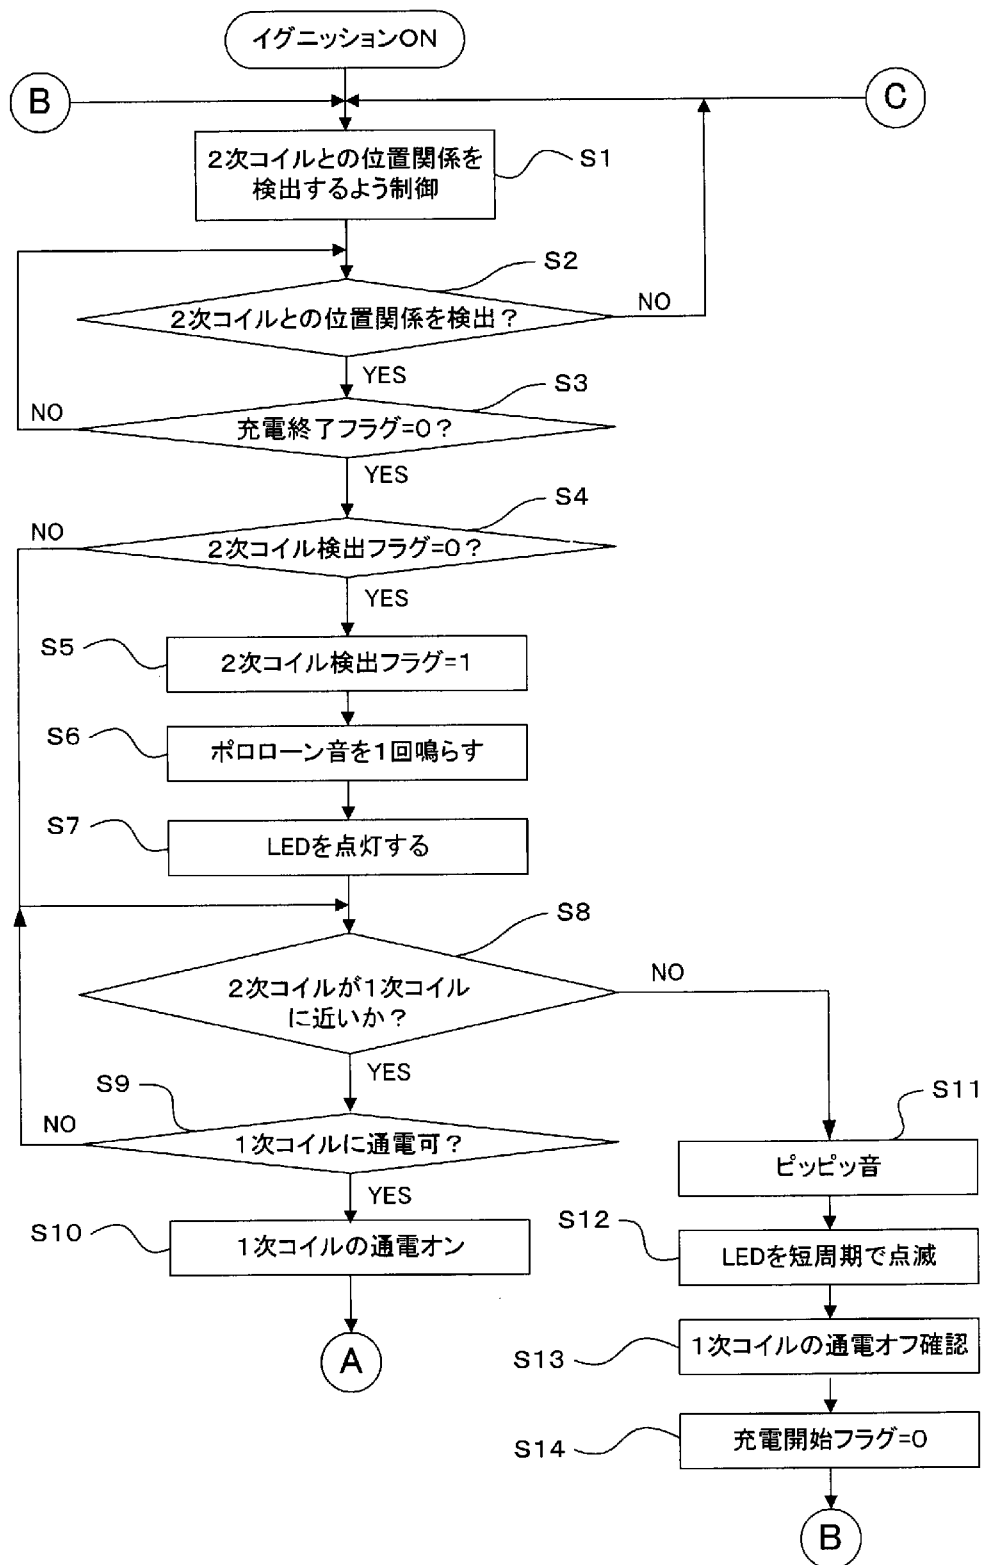 イグニッションON
B
C
2次コイルとの位置関係を
検出するよう制御
S1
S2
2次コイルとの位置関係を検出？
NO
YES
S3
NO
充電終了フラグ=0？
YES
S4
NO
2次コイル検出フラグ=0？
YES
S5
2次コイル検出フラグ=1
S6
ポロローン音を1回鳴らす
S7
LEDを点灯する
S8
2次コイルが1次コイル
に近いか？
NO
YES
S9
NO
1次コイルに通電可？
YES
S10
1次コイルの通電オン
A
S11
ピッピッ音
S12
LEDを短周期で点滅
S13
1次コイルの通電オフ確認
S14
充電開始フラグ=0
B